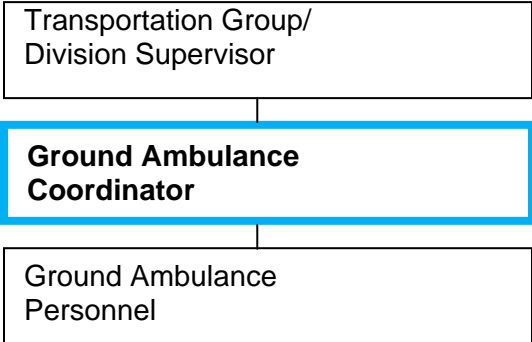 Transportation Group/
Division Supervisor
Ground Ambulance
Coordinator
Ground Ambulance
Personnel